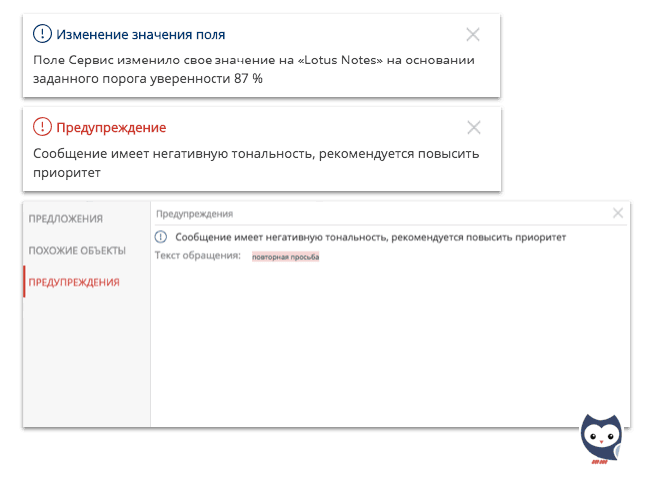 Изменение значения поля
Поле Сервис изменило свое значение на «Lotus Notes» на основании
заданного порога уверенности 87 %
Предупреждение
Сообщение имеет негативную тональность, рекомендуется повысить
приоритет
ПРЕДЛОЖЕНИЯ
ПОХОЖИЕ ОБЪЕКТЫ
ПРЕДУПРЕЖДЕНИЯ
Предупреждения
Сообщение имеет негативную тональность, рекомендуется повысить приоритет
Текст обращения: повторная просьба